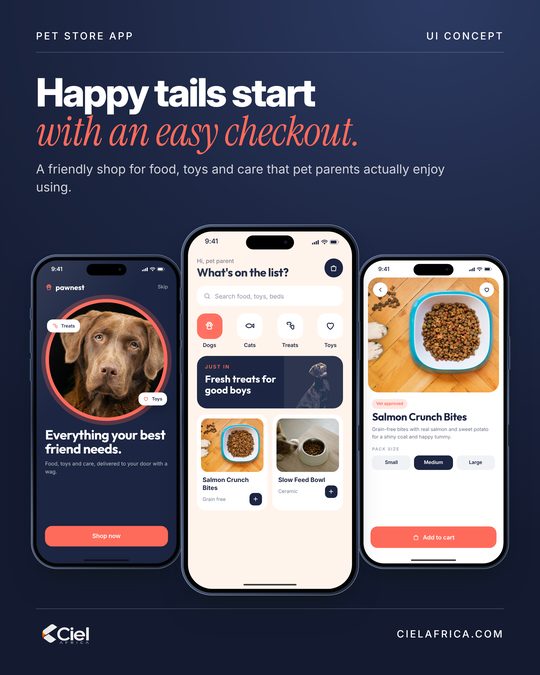 PET STORE APP
UI CONCEPT
Happy tails start
with an easy checkout.
A friendly shop for food, toys and care that pet parents actually enjoy
using.
9:41
pawnest
Skip
Treats
Toys
Everything your best
friend needs.
Food, toys and care, delivered to your door with a
wag.
Shop now
9:41
Hi, pet parent
What's on the list?
Search food, toys, beds
Dogs
Cats
Treats
Toys
JUST IN
Fresh treats for
good boys
Salmon Crunch
Bites
Grain free
Slow Feed Bowl
Ceramic
9:41
Vet approved
Salmon Crunch Bites
Grain-free bites with real salmon and sweet potato
for a shiny coat and happy tummy.
PACK SIZE
Small
Medium
Large
Add to cart
Ciel
AFRICA
CIELAFRICA.COM